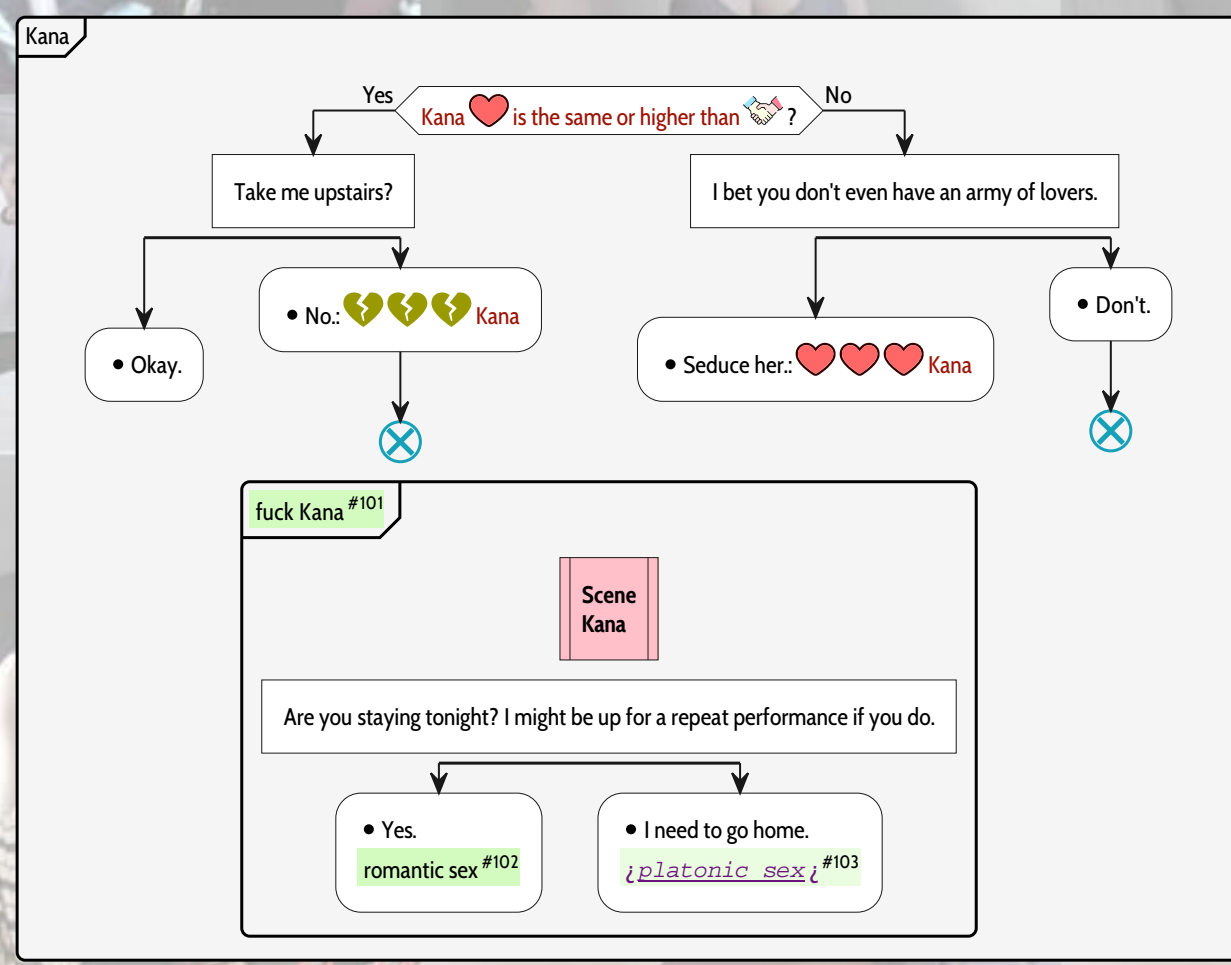 Kana
Yes
Kana ❤️ is the same or higher than 🤝 ?
No
Take me upstairs?
I bet you don't even have an army of lovers.
• Okay.
• No.: 💔💔💔 Kana
• Seduce her.: ❤️❤️❤️ Kana
• Don't.
fuck Kana #101
Scene
Kana
Are you staying tonight? I might be up for a repeat performance if you do.
• Yes.
romantic sex #102
• I need to go home.
¿platonic sex¿ #103